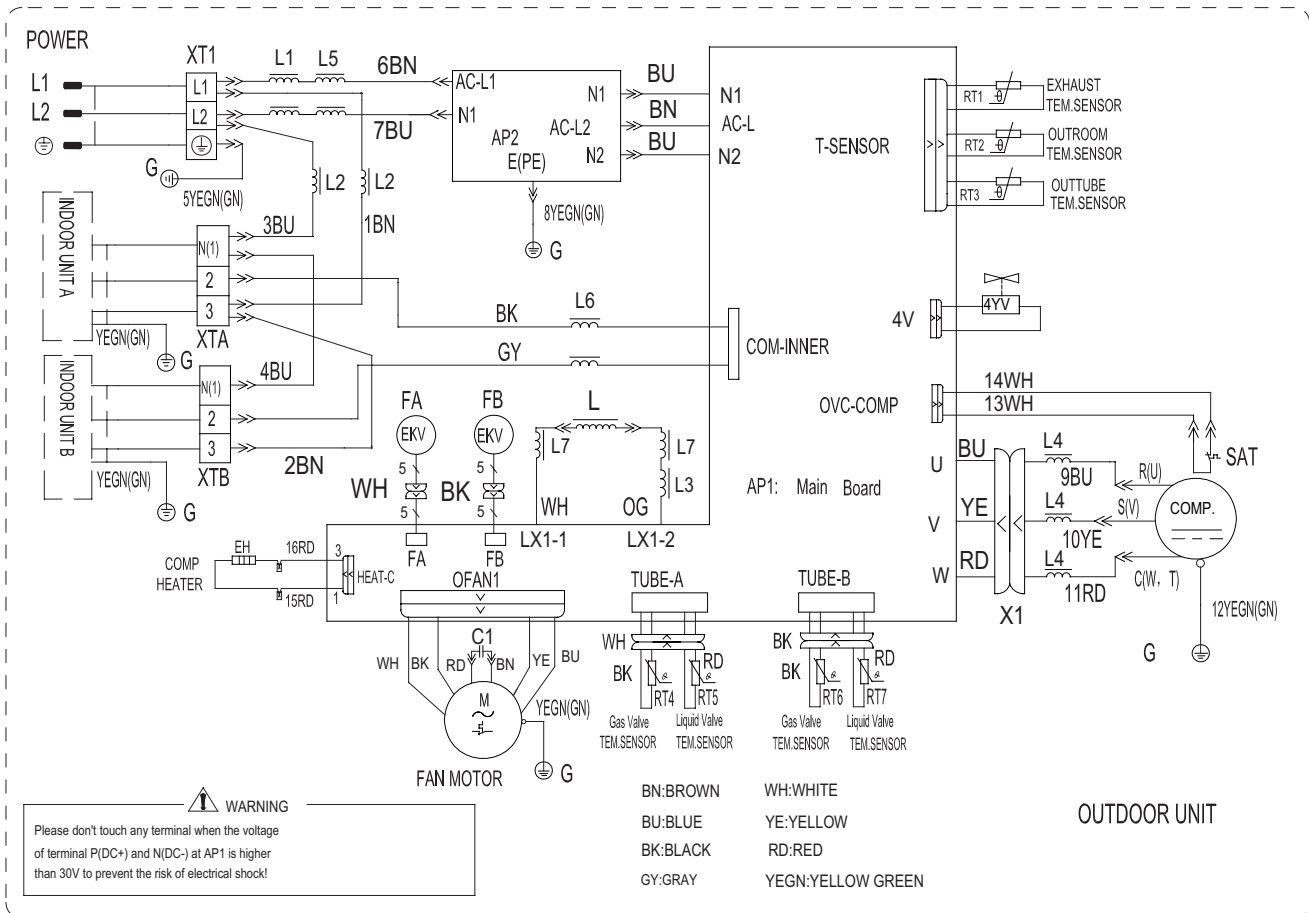 POWER
XT1
L1
L5
6BN
L1
L1
L2
L2
7BU
AC-L1
N1
AP2
E(PE)
N1
AC-L2
N2
BU
BN
BU
N1
AC-L
N2
8YEGN(GN)
G
G
5YEGN(GN)
L2
L2
3BU
1BN
T-SENSOR
RT1
θ
EXHAUST
TEM.SENSOR
RT2
θ
OUTROOM
TEM.SENSOR
RT3
θ
OUTTUBE
TEM.SENSOR
INDOOR UNIT A
N(1)
2
3
XTA
YEGN(GN)
G
BK
L6
GY
COM-INNER
4V
4YV
INDOOR UNIT B
4BU
N(1)
2
3
XTB
2BN
YEGN(GN)
G
FA
EKV
5
WH
5
FA
FB
EKV
5
BK
5
FB
L
L7
L7
L3
WH
OG
LX1-1
LX1-2
AP1: Main Board
OVC-COMP
14WH
13WH
SAT
U
BU
L4
9BU
R(U)
V
YE
L4
10YE
S(V)
COMP.
W
RD
L4
11RD
C(W, T)
X1
12YEGN(GN)
G
COMP
HEATER
EH
16RD
15RD
3
1
HEAT-C
OFAN1
WH
BK
RD
C1
BN
YE
BU
M
YEGN(GN)
G
FAN MOTOR
TUBE-A
WH
BK
RD
RT4
RT5
Gas Valve
TEM.SENSOR
Liquid Valve
TEM.SENSOR
TUBE-B
BK
BK
RD
RT6
RT7
Gas Valve
TEM.SENSOR
Liquid Valve
TEM.SENSOR
BN:BROWN
WH:WHITE
BU:BLUE
YE:YELLOW
BK:BLACK
RD:RED
GY:GRAY
YEGN:YELLOW GREEN
OUTDOOR UNIT
WARNING
Please don't touch any terminal when the voltage
of terminal P(DC+) and N(DC-) at AP1 is higher
than 30V to prevent the risk of electrical shock!